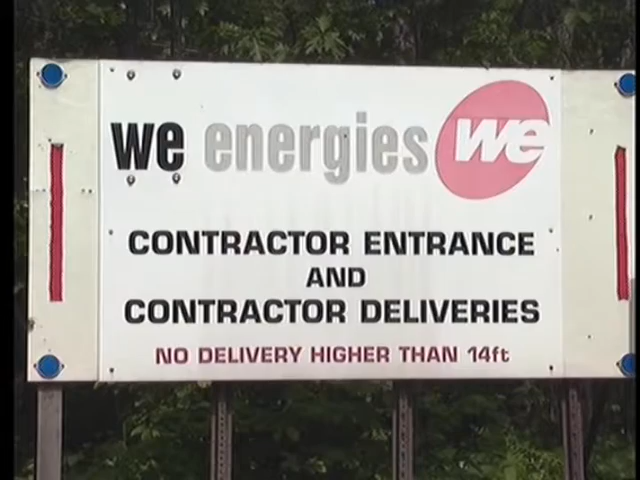 we energies we
CONTRACTOR ENTRANCE
AND
CONTRACTOR DELIVERIES
NO DELIVERY HIGHER THAN 14ft